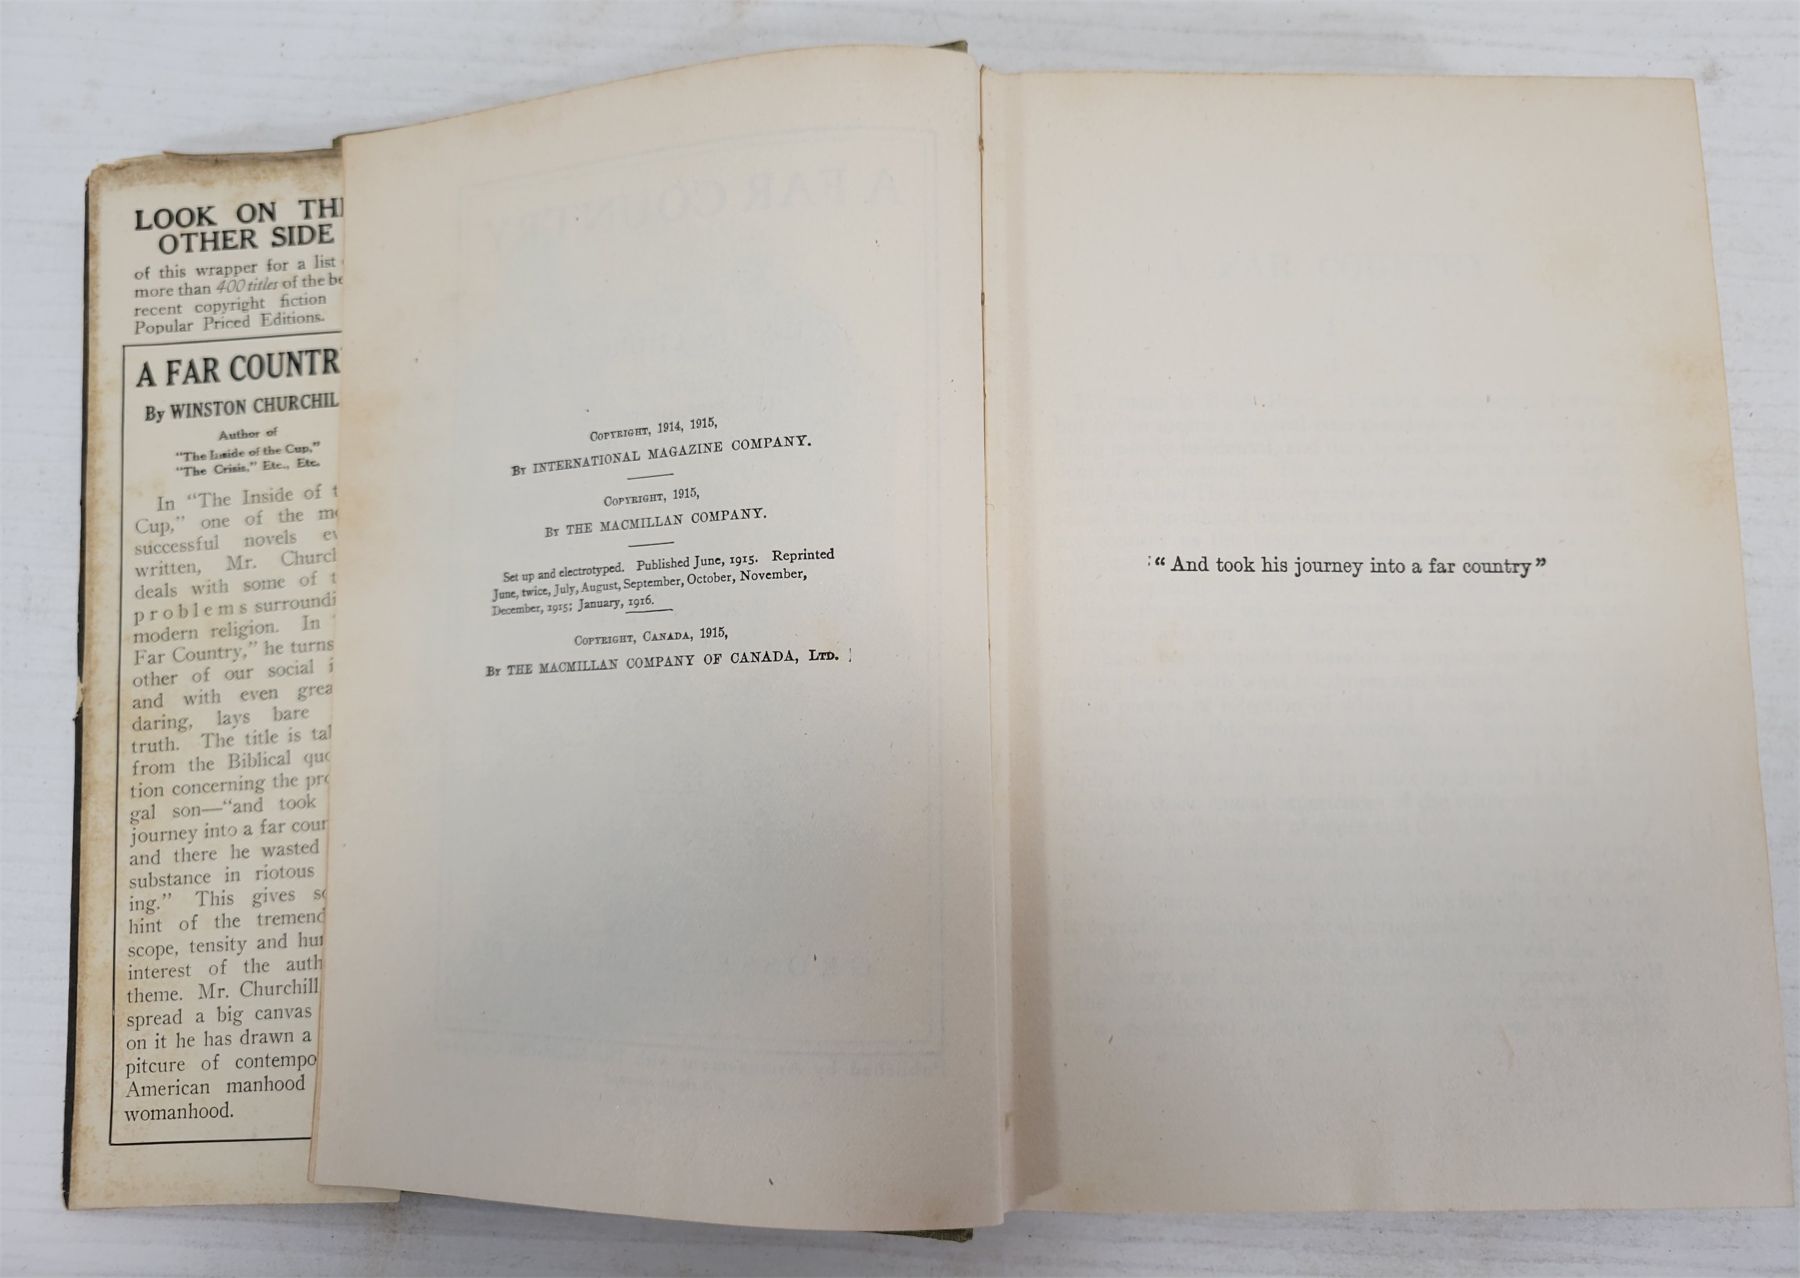 LOOK ON THE
OTHER SIDE
of this wrapper for a list
more than 400 titles of the be
recent copyright fiction
Popular Priced Editions.
A FAR COUNTR
By WINSTON CHURCHIL
Author of
"The Inside of the Cup,"
"The Crisis," Etc., Etc.
In "The Inside of t
Cup," one of the mo
successful novels ev
written, Mr. Church
deals with some of t
problems surroundi
modern religion. In
Far Country," he turns
other of our social i
and with even grea
daring, lays bare
truth. The title is tal
from the Biblical quo
tion concerning the pro
gal son—"and took
journey into a far cour
and there he wasted
substance in riotous
ing." This gives so
hint of the tremend
scope, tensity and hur
interest of the auth
theme. Mr. Churchill
spread a big canvas
on it he has drawn a
pitcure of contempo
American manhood
womanhood.
COPYRIGHT, 1914, 1915,
BY INTERNATIONAL MAGAZINE COMPANY.
COPYRIGHT, 1915,
BY THE MACMILLAN COMPANY.
Set up and electrotyped. Published June, 1915. Reprinted
June, twice, July, August, September, October, November,
December, 1915; January, 1916.
COPYRIGHT, CANADA, 1915,
BY THE MACMILLAN COMPANY OF CANADA, LTD.
"And took his journey into a far country"